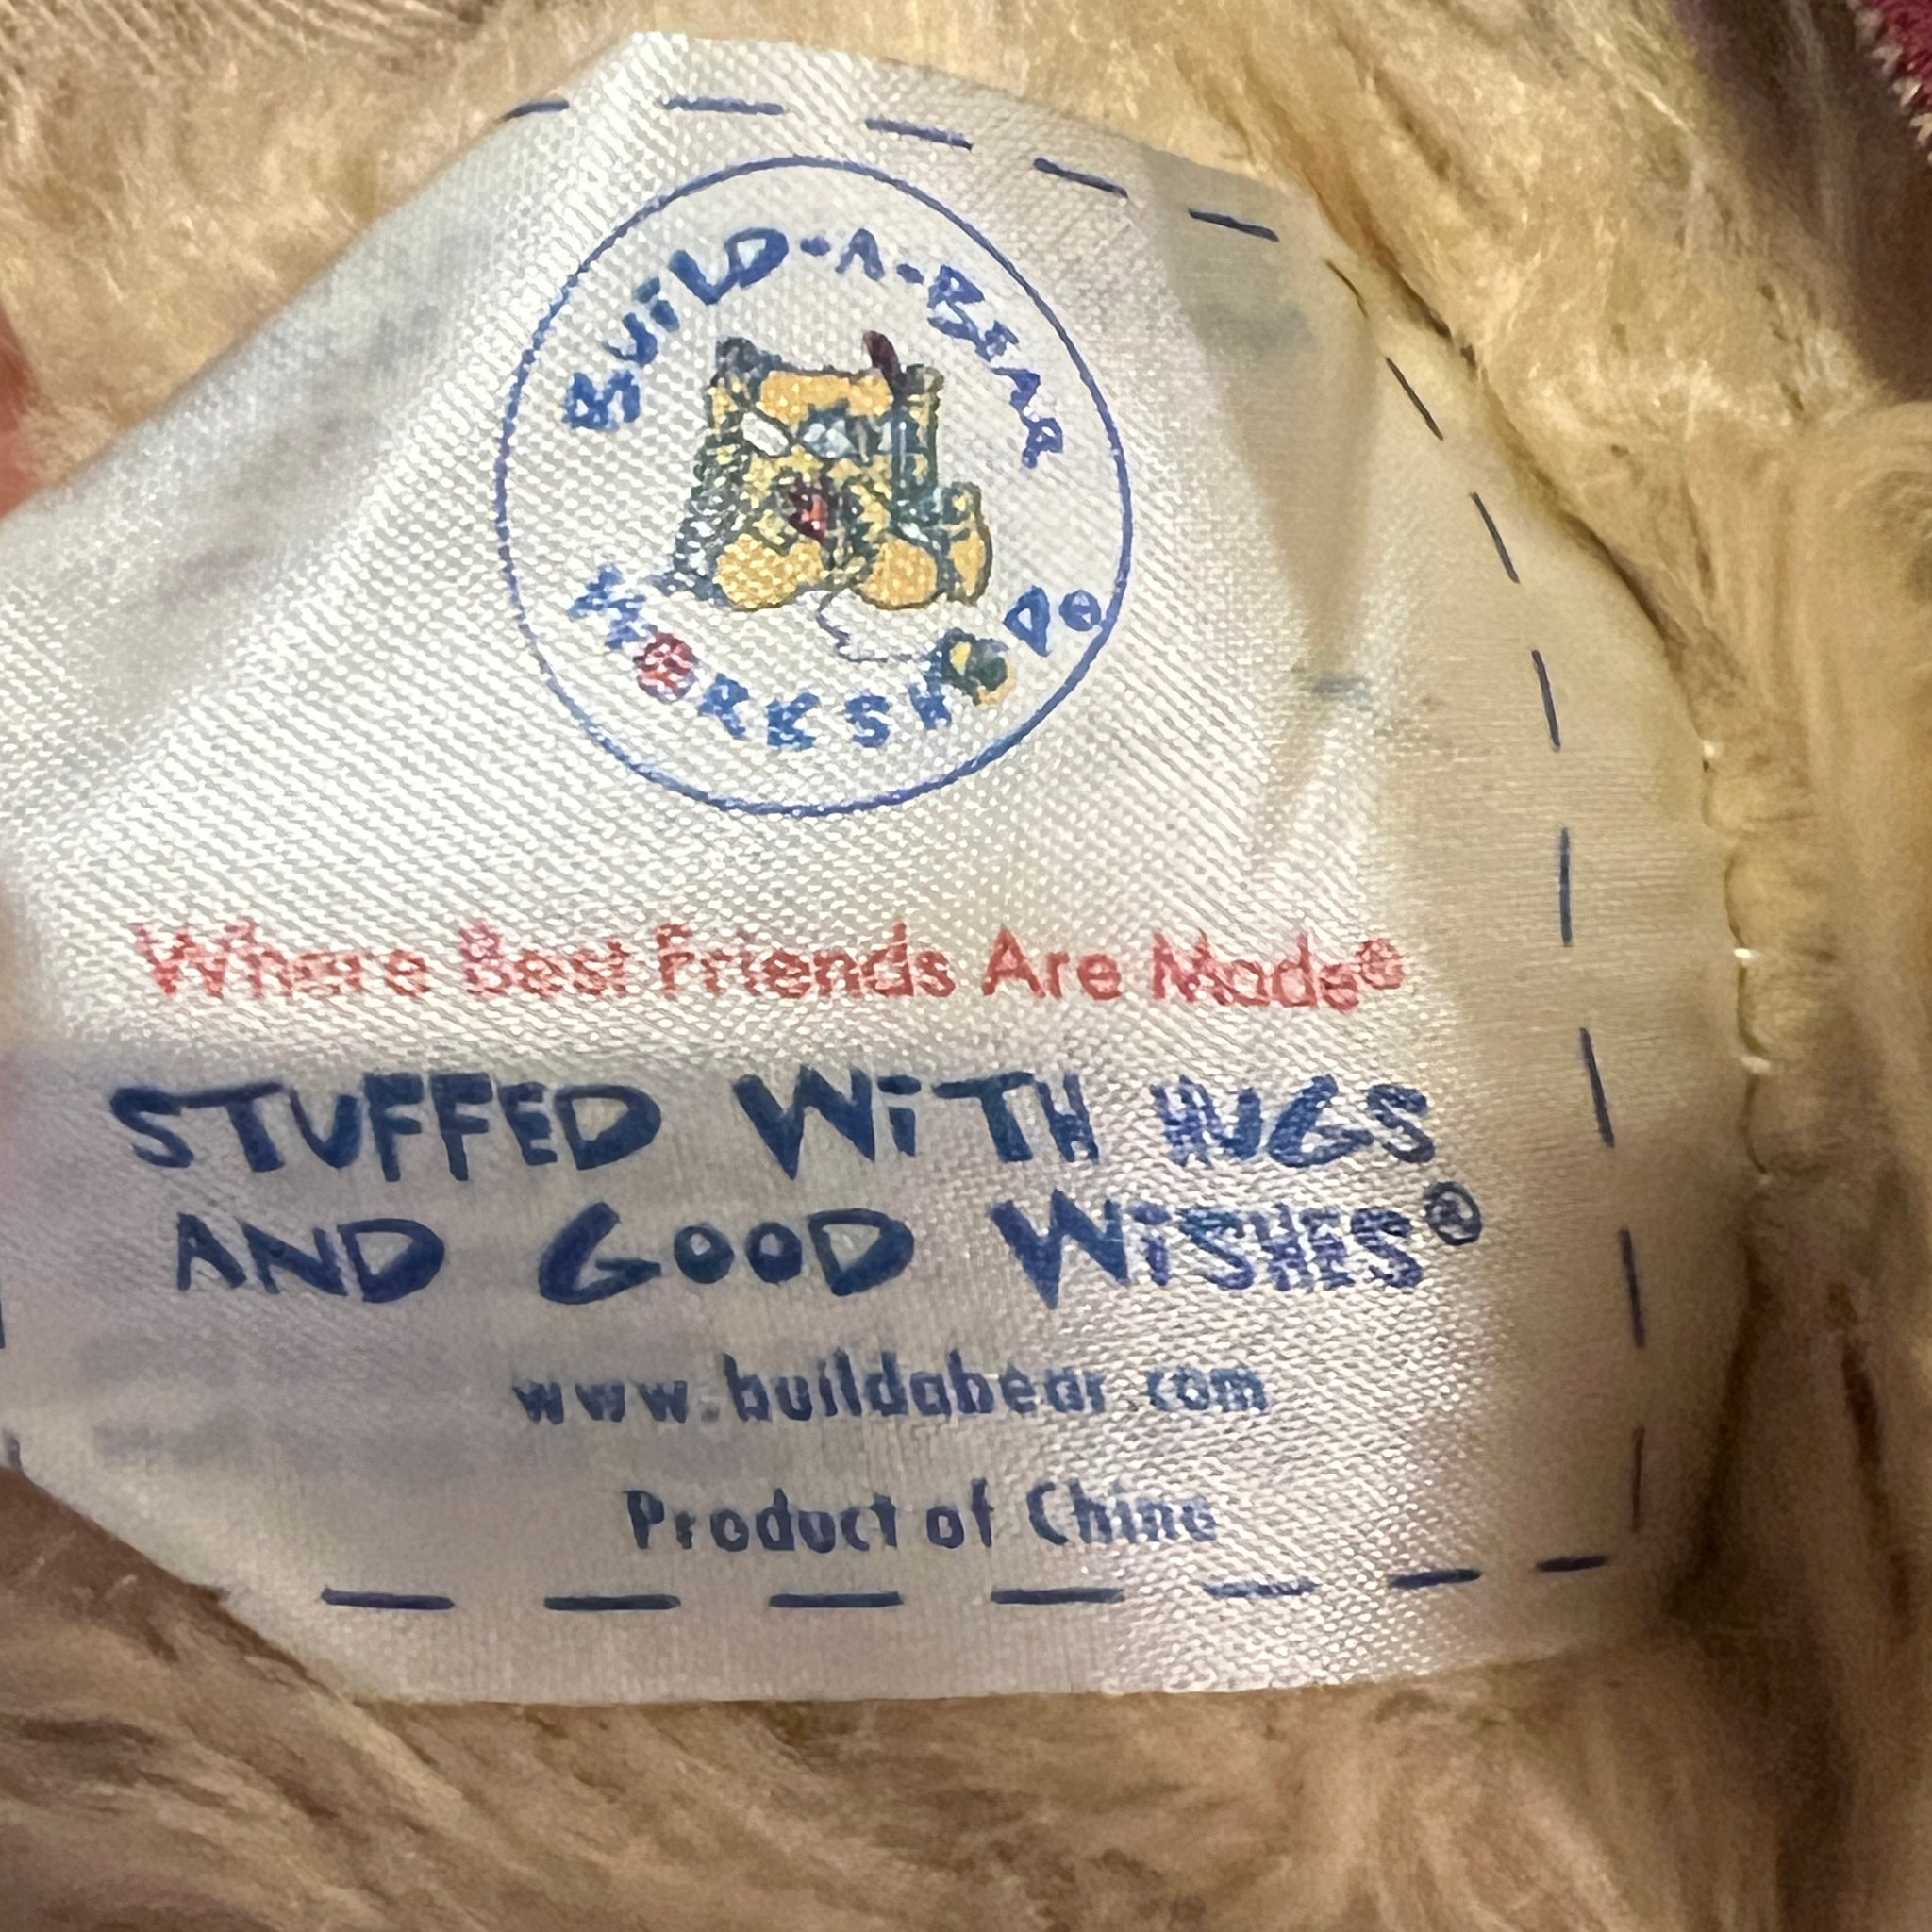 BUiLD-A-BEAR
WORKSHOP®
Where Best Friends Are Made®
STUFFED WiTH HUGS
AND GOOD WiSHES®
www.buildabear.com
Product of China